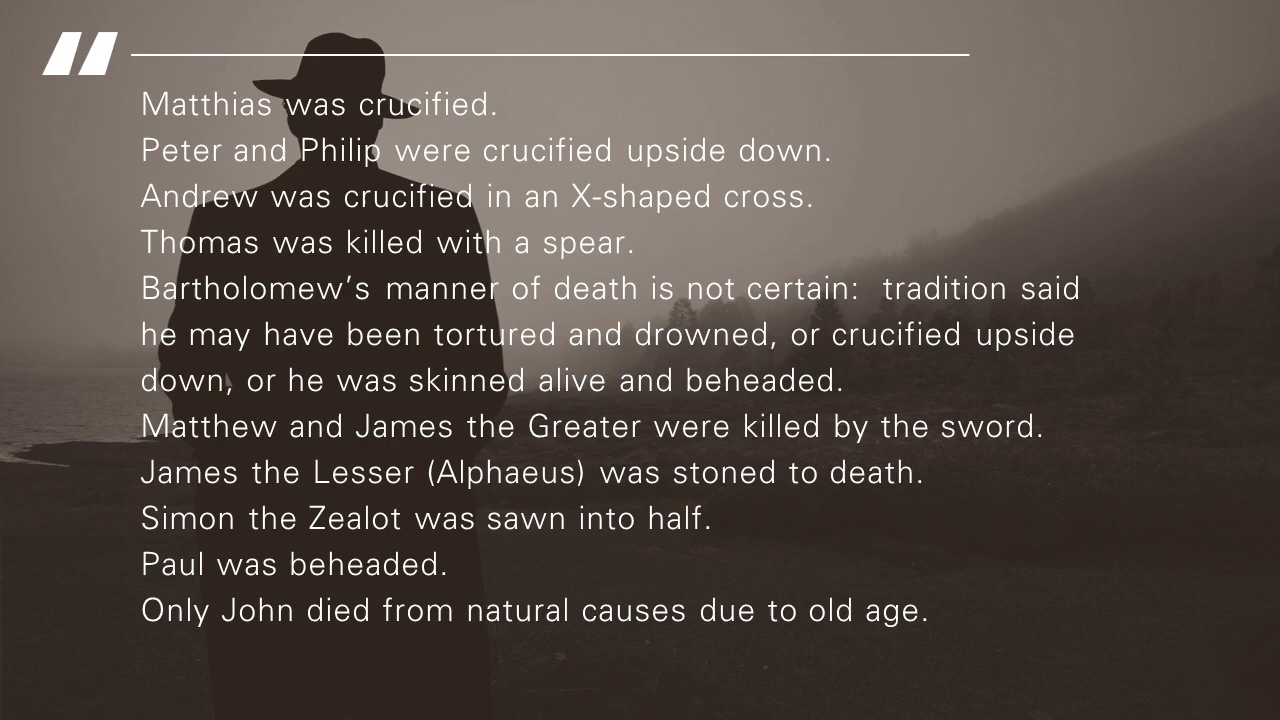 Matthias was crucified.
Peter and Philip were crucified upside down.
Andrew was crucified in an X-shaped cross.
Thomas was killed with a spear.
Bartholomew’s manner of death is not certain:  tradition said
he may have been tortured and drowned, or crucified upside
down, or he was skinned alive and beheaded.
Matthew and James the Greater were killed by the sword.
James the Lesser (Alphaeus) was stoned to death.
Simon the Zealot was sawn into half.
Paul was beheaded.
Only John died from natural causes due to old age.